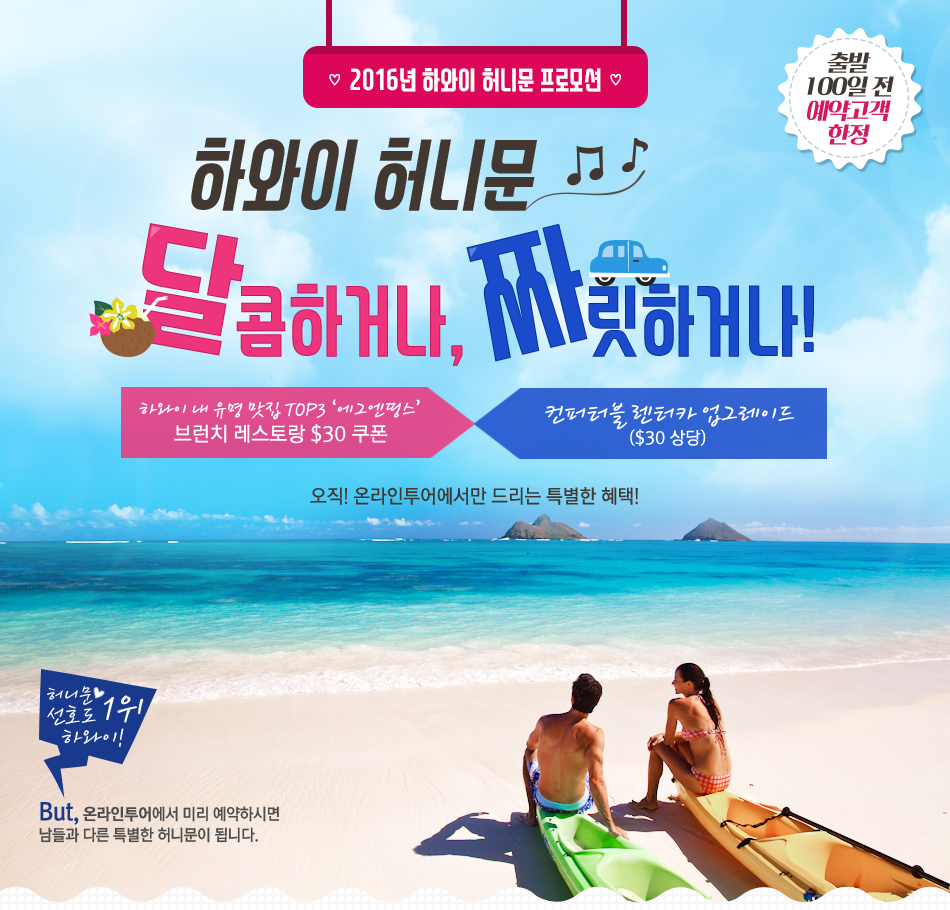 ♡ 2016년 하와이 허니문 프로모션 ♡
출발
100일 전
예약고객
한정
하와이 허니문
달콤하거나, 짜릿하거나!
하와이 내 유명 맛집 TOP3 '에그앤띵스'
브런치 레스토랑 $30 쿠폰
컨퍼터블 렌터카 업그레이드
($30 상당)
오직! 온라인투어에서만 드리는 특별한 혜택!
허니문♥
선호도 1위
하와이!
But, 온라인투어에서 미리 예약하시면
남들과 다른 특별한 허니문이 됩니다.